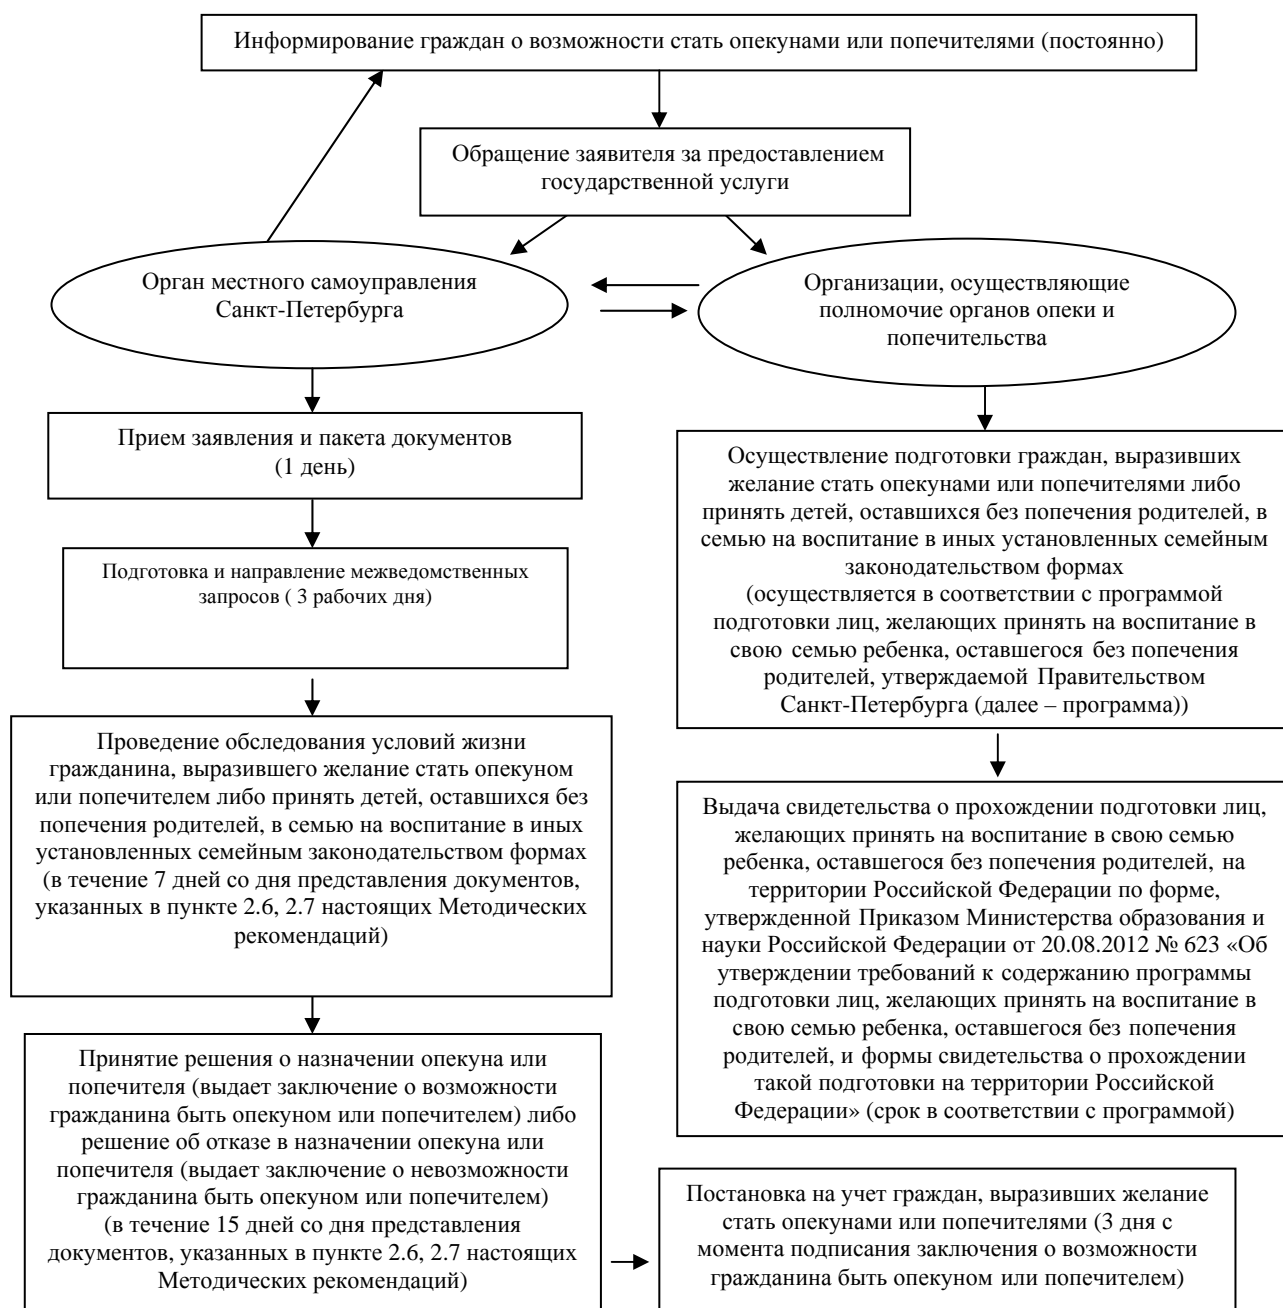 Информирование граждан о возможности стать опекунами или попечителями (постоянно)
Обращение заявителя за предоставлением
государственной услуги
Орган местного самоуправления
Санкт-Петербурга
Организации, осуществляющие
полномочие органов опеки и
попечительства
Прием заявления и пакета документов
(1 день)
Подготовка и направление межведомственных
запросов ( 3 рабочих дня)
Проведение обследования условий жизни
гражданина, выразившего желание стать опекуном
или попечителем либо принять детей, оставшихся без
попечения родителей, в семью на воспитание в иных
установленных семейным законодательством формах
(в течение 7 дней со дня представления документов,
указанных в пункте 2.6, 2.7 настоящих Методических
рекомендаций)
Принятие решения о назначении опекуна или
попечителя (выдает заключение о возможности
гражданина быть опекуном или попечителем) либо
решение об отказе в назначении опекуна или
попечителя (выдает заключение о невозможности
гражданина быть опекуном или попечителем)
(в течение 15 дней со дня представления
документов, указанных в пункте 2.6, 2.7 настоящих
Методических рекомендаций)
Осуществление подготовки граждан, выразивших
желание стать опекунами или попечителями либо
принять детей, оставшихся без попечения родителей, в
семью на воспитание в иных установленных семейным
законодательством формах
(осуществляется в соответствии с программой
подготовки лиц, желающих принять на воспитание в
свою семью ребенка, оставшегося без попечения
родителей, утверждаемой Правительством
Санкт-Петербурга (далее – программа))
Выдача свидетельства о прохождении подготовки лиц,
желающих принять на воспитание в свою семью
ребенка, оставшегося без попечения родителей, на
территории Российской Федерации по форме,
утвержденной Приказом Министерства образования и
науки Российской Федерации от 20.08.2012 № 623 «Об
утверждении требований к содержанию программы
подготовки лиц, желающих принять на воспитание в
свою семью ребенка, оставшегося без попечения
родителей, и формы свидетельства о прохождении
такой подготовки на территории Российской
Федерации» (срок в соответствии с программой)
Постановка на учет граждан, выразивших желание
стать опекунами или попечителями (3 дня с
момента подписания заключения о возможности
гражданина быть опекуном или попечителем)